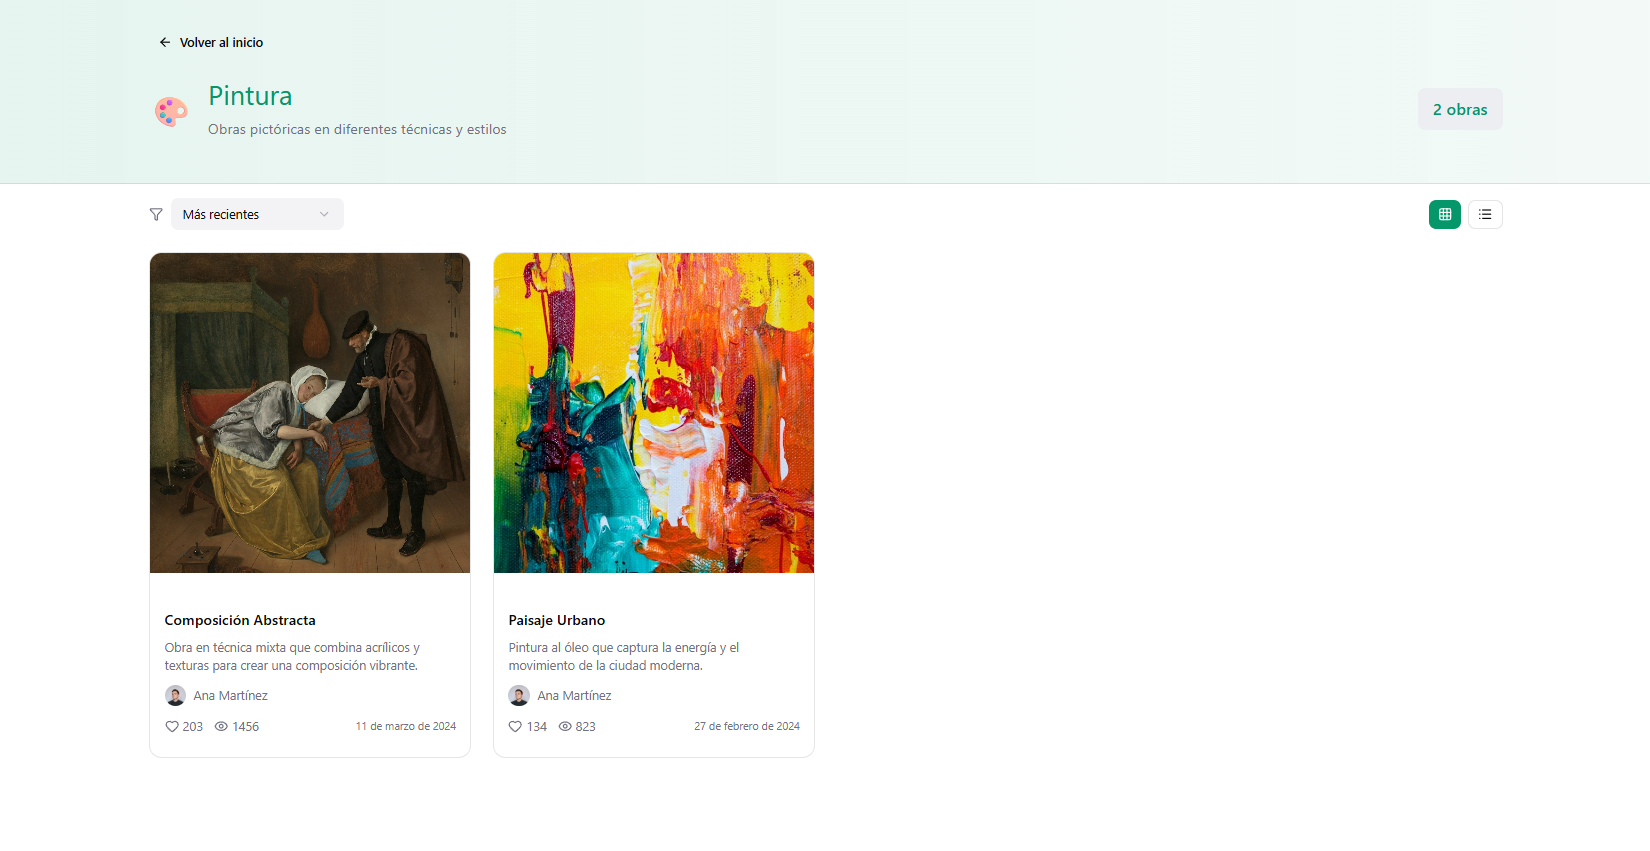 Volver al inicio
Pintura
Obras pictóricas en diferentes técnicas y estilos
2 obras
Más recientes
Composición Abstracta
Obra en técnica mixta que combina acrílicos y
texturas para crear una composición vibrante.
Ana Martínez
203 1456 11 de marzo de 2024
Paisaje Urbano
Pintura al óleo que captura la energía y el
movimiento de la ciudad moderna.
Ana Martínez
134 823 27 de febrero de 2024